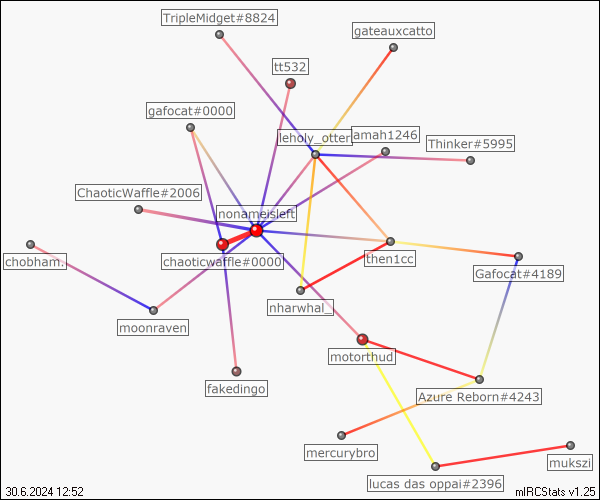 TripleMidget#8824
gateauxcatto
tt532
gafocat#0000
leholy_otter
amah1246
Thinker#5995
ChaoticWaffle#2006
nonameisleft
chobham.
chaoticwaffle#0000
then1cc
Gafocat#4189
nharwhal_
moonraven
motorthud
fakedingo
Azure Reborn#4243
mercurybro
mukszi
lucas das oppai#2396
30.6.2024 12:52
mIRCStats v1.25